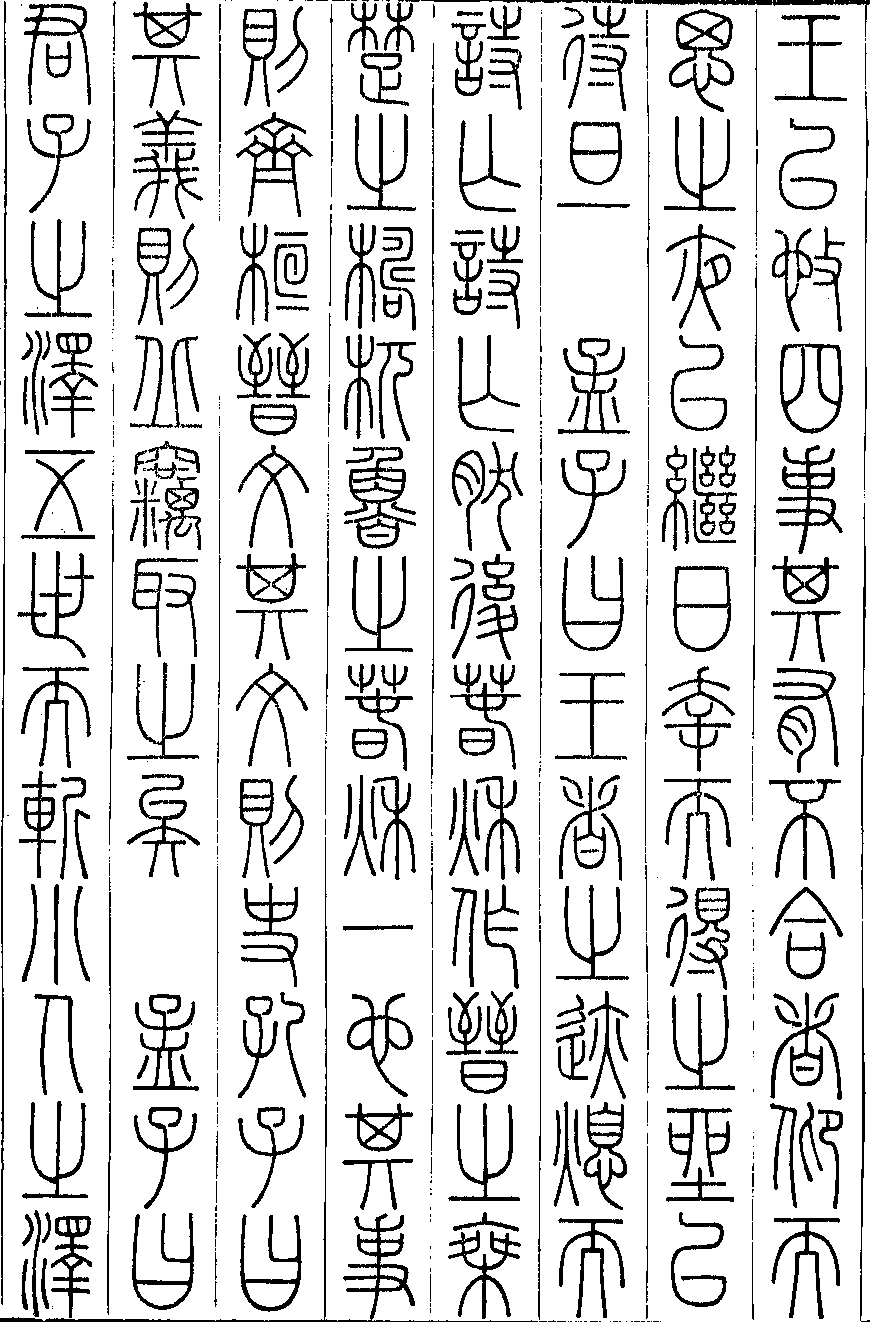 王以施四事其有不合者仰而
思之夜以繼日幸而得之坐以
待旦　孟子曰王者之迹熄而
詩亡詩亡然後春秋作晉之乘
楚之檮杌魯之春秋一也其事
則齊桓晉文其文則史孔子曰
其義則丘竊取之矣　孟子曰
君子之澤五世而斬小人之澤